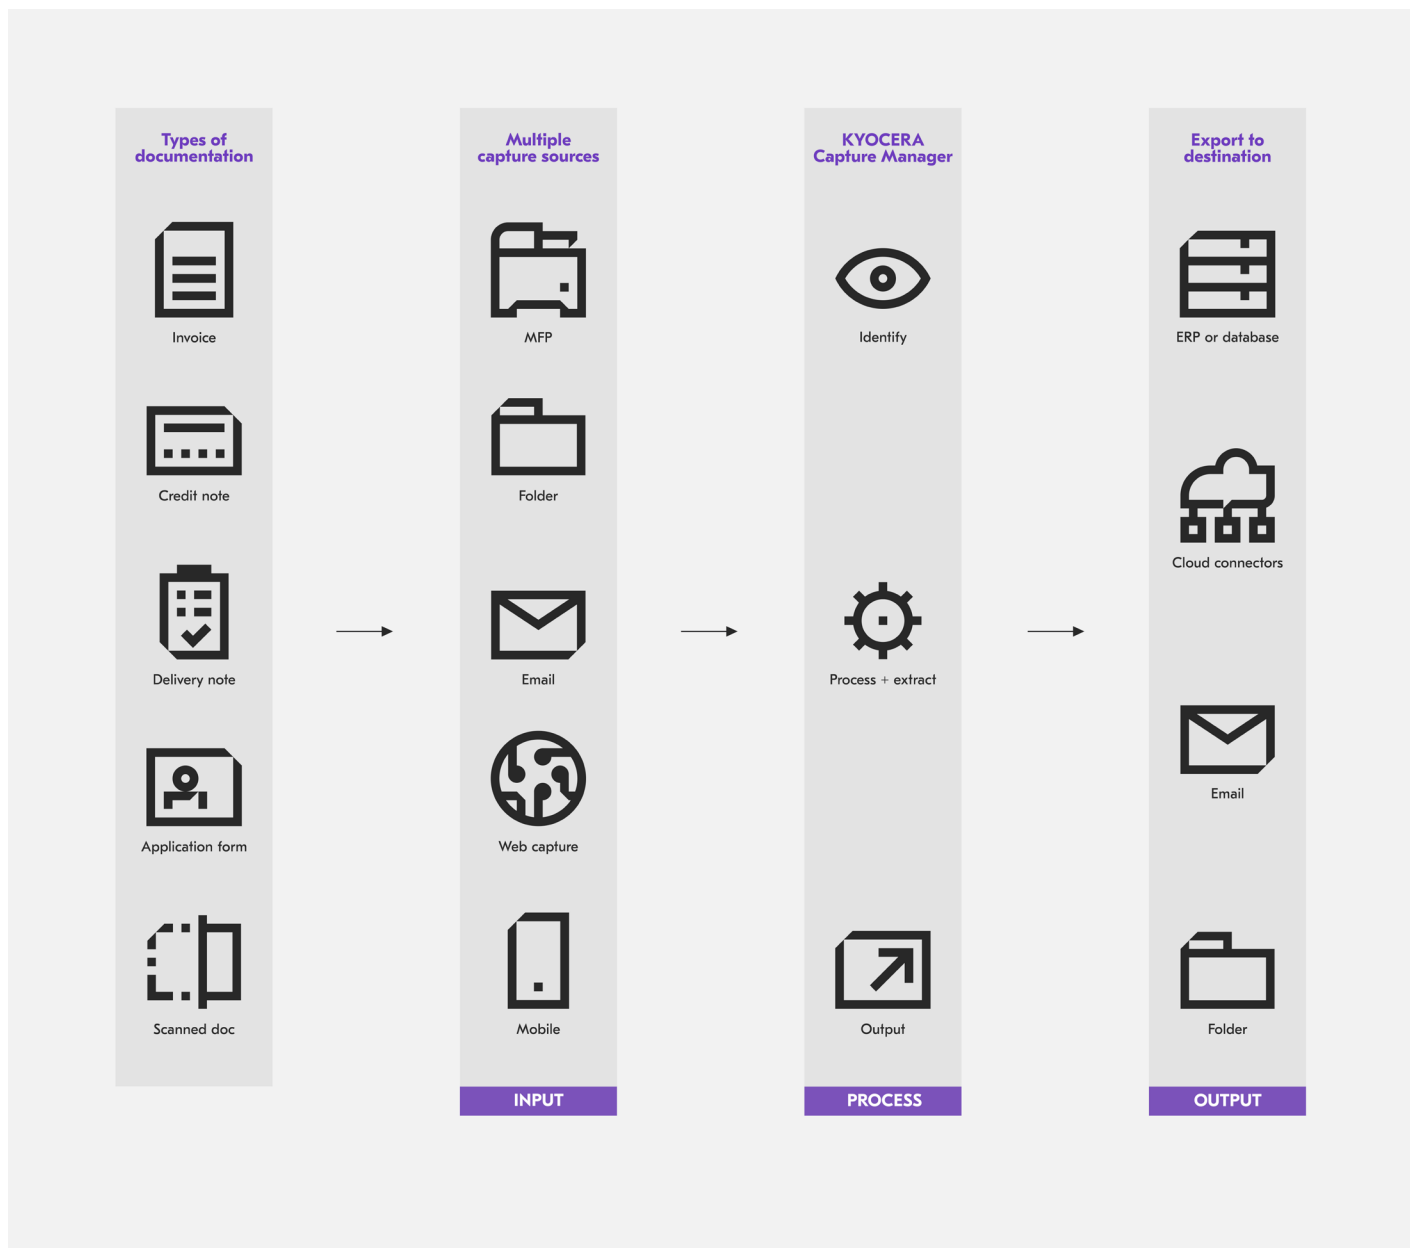 Types of
documentation
Invoice
Credit note
Delivery note
Application form
Scanned doc
Multiple
capture sources
MFP
Folder
Email
Web capture
Mobile
INPUT
KYOCERA
Capture Manager
Identify
Process + extract
Output
PROCESS
Export to
destination
ERP or database
Cloud connectors
Email
Folder
OUTPUT